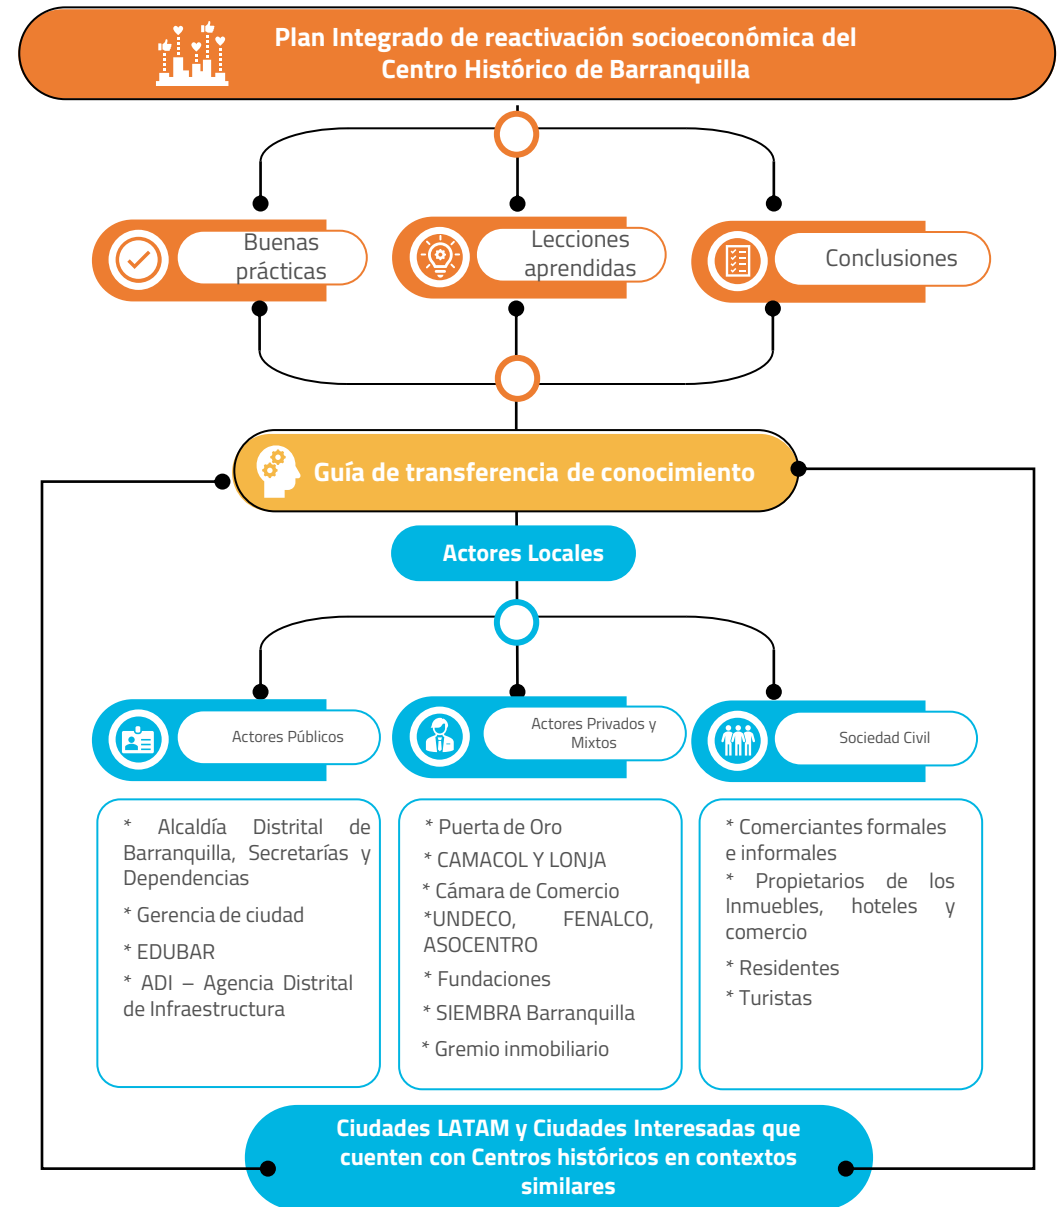 Plan Integrado de reactivación socioeconómica del
Centro Histórico de Barranquilla
Buenas
prácticas
Lecciones
aprendidas
Conclusiones
Guía de transferencia de conocimiento
Actores Locales
Actores Públicos
Actores Privados y
Mixtos
Sociedad Civil
* Alcaldía Distrital de
Barranquilla, Secretarías y
Dependencias
* Gerencia de ciudad
* EDUBAR
* ADI – Agencia Distrital
de Infraestructura
* Puerta de Oro
* CAMACOL Y LONJA
* Cámara de Comercio
*UNDECO, FENALCO,
ASOCENTRO
* Fundaciones
* SIEMBRA Barranquilla
* Gremio inmobiliario
* Comerciantes formales
e informales
* Propietarios de los
Inmuebles, hoteles y
comercio
* Residentes
* Turistas
Ciudades LATAM y Ciudades Interesadas que
cuenten con Centros históricos en contextos
similares